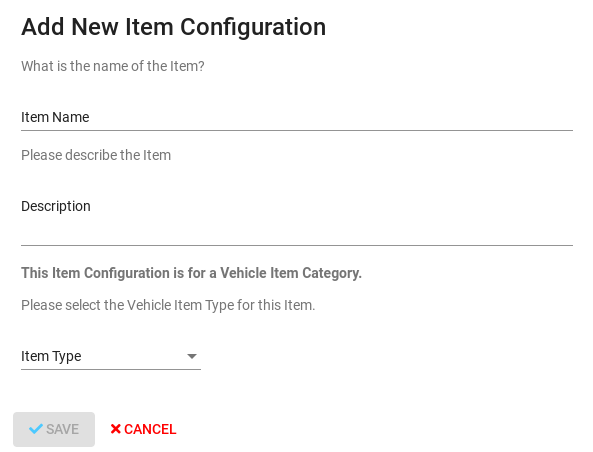 Add New Item Configuration
What is the name of the Item?
Item Name
Please describe the Item
Description
This Item Configuration is for a Vehicle Item Category.
Please select the Vehicle Item Type for this Item.
Item Type
SAVE CANCEL